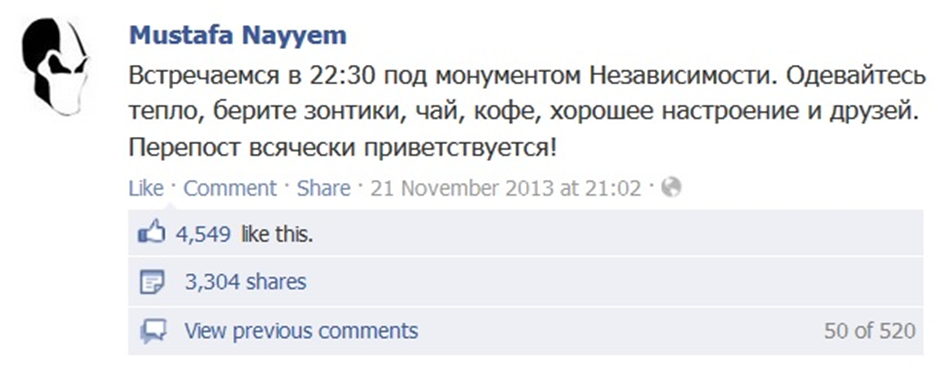 Mustafa Nayyem
Встречаемся в 22:30 под монументом Независимости. Одевайтесь
тепло, берите зонтики, чай, кофе, хорошее настроение и друзей.
Перепост всячески приветствуется!
Like · Comment · Share · 21 November 2013 at 21:02 ·
4,549 like this.
3,304 shares
View previous comments 50 of 520